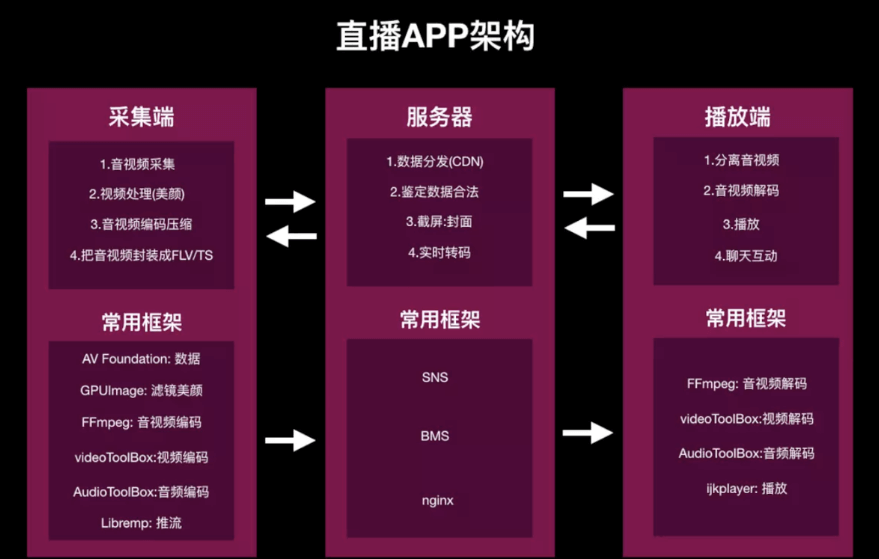 直播APP架构
采集端
1.音视频采集
2.视频处理(美颜)
3.音视频编码压缩
4.把音视频封装成FLV/TS
常用框架
AV Foundation: 数据
GPUImage: 滤镜美颜
FFmpeg: 音视频编码
videoToolBox:视频编码
AudioToolBox:音频编码
Libremp: 推流
服务器
1.数据分发(CDN)
2.鉴定数据合法
3.截屏:封面
4.实时转码
常用框架
SNS
BMS
nginx
播放端
1.分离音视频
2.音视频解码
3.播放
4.聊天互动
常用框架
FFmpeg: 音视频解码
videoToolBox:视频解码
AudioToolBox:音频解码
ijkplayer: 播放